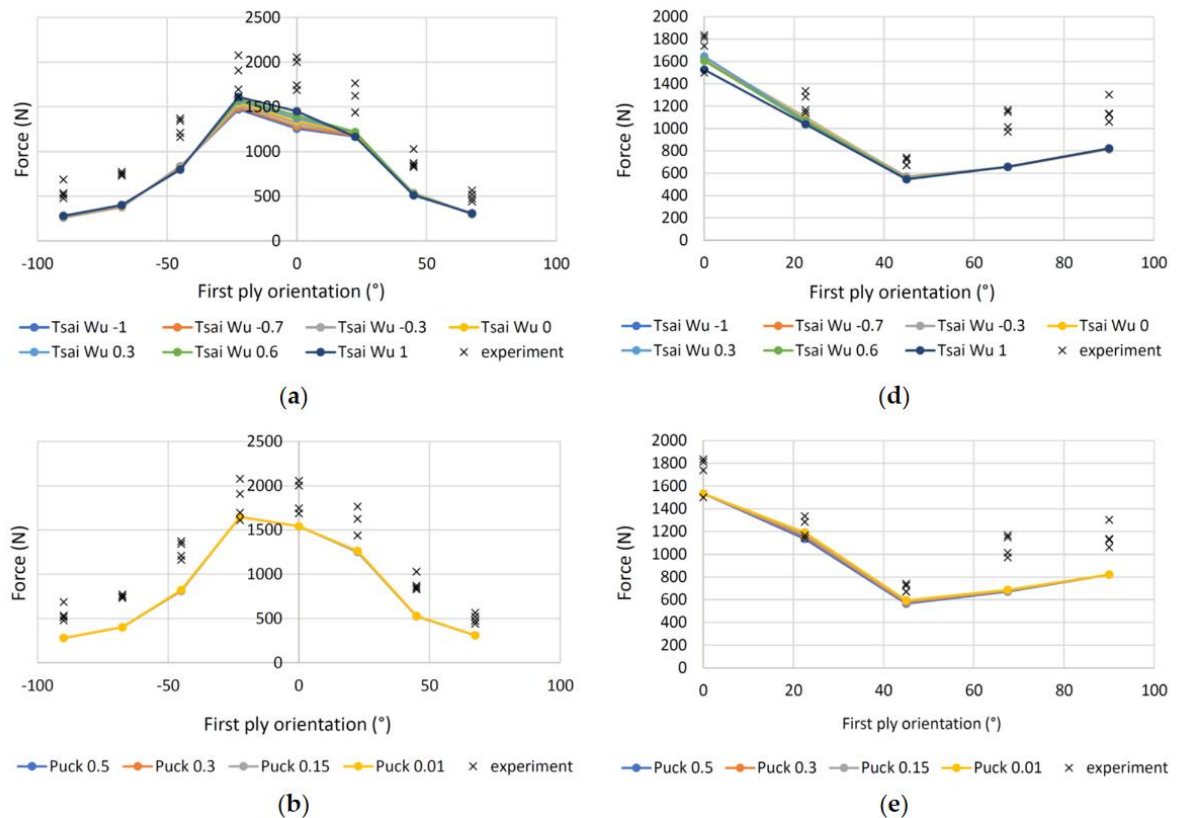 2500
2000
1500
1000
500
0
Force (N)
-100 -50 0 50 100
First ply orientation (°)
Tsai Wu -1 Tsai Wu -0.7 Tsai Wu -0.3 Tsai Wu 0
Tsai Wu 0.3 Tsai Wu 0.6 Tsai Wu 1 × experiment
(a)
2000
1800
1600
1400
1200
1000
800
600
400
200
0
Force (N)
0 20 40 60 80 100
First ply orientation (°)
Tsai Wu -1 Tsai Wu -0.7 Tsai Wu -0.3 Tsai Wu 0
Tsai Wu 0.3 Tsai Wu 0.6 Tsai Wu 1 × experiment
(d)
2500
2000
1500
1000
500
0
Force (N)
-100 -50 0 50 100
First ply orientation (°)
Puck 0.5 Puck 0.3 Puck 0.15 Puck 0.01 × experiment
(b)
2000
1800
1600
1400
1200
1000
800
600
400
200
0
Force (N)
0 20 40 60 80 100
First ply orientation (°)
Puck 0.5 Puck 0.3 Puck 0.15 Puck 0.01 × experiment
(e)